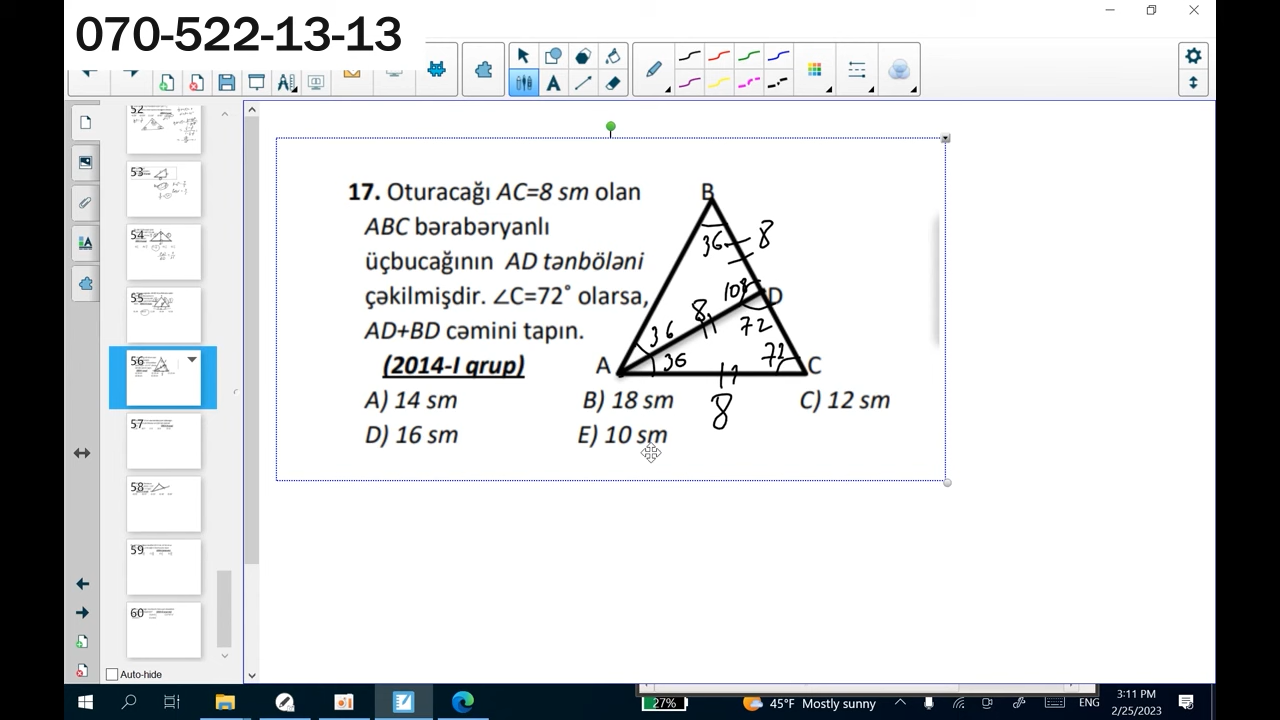 070-522-13-13
52
53
54
55
56
57
58
59
60
17. Oturacağı AC=8 sm olan
ABC bərabəryanlı
üçbucağının AD tənböləni
çəkilmişdir. ∠C=72° olarsa,
AD+BD cəmini tapın.
(2014-I qrup)
A) 14 sm B) 18 sm C) 12 sm
D) 16 sm E) 10 sm
B
36 8
108 D
8 72
36
36 72
A C
8
Auto-hide
27% 45°F Mostly sunny ENG 3:11 PM
2/25/2023